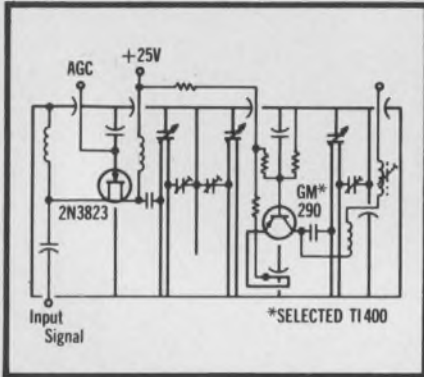 +25V
AGC
GM*
290
2N3823
Input
Signal
*SELECTED TI400